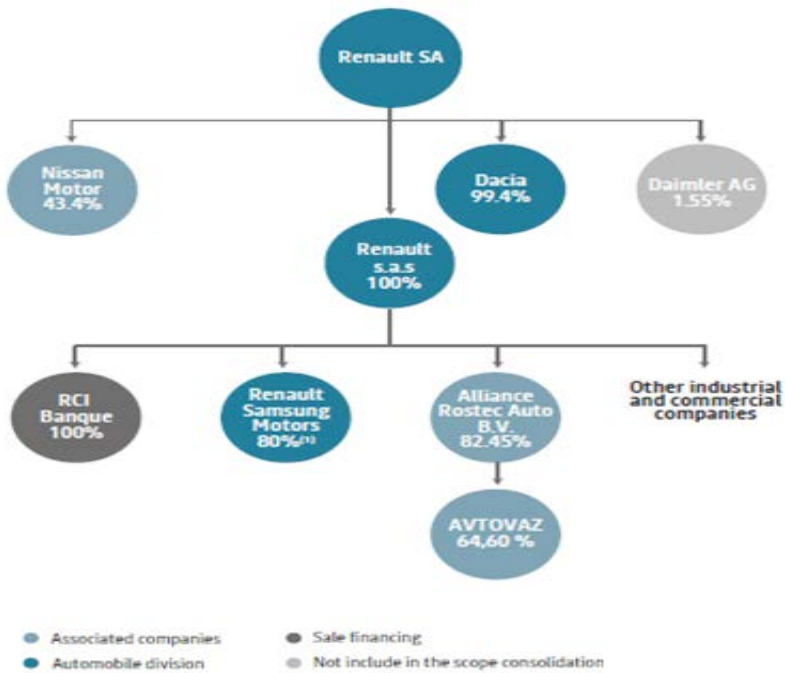 Renault SA
Nissan
Motor
43.4%
Dacia
99.4%
Daimler AG
1.55%
Renault
s.a.s
100%
RCI
Banque
100%
Renault
Samsung
Motors
80%(1)
Alliance
Rostec Auto
B.V.
82.45%
Other industrial
and commercial
companies
AVTOVAZ
64,60 %
Associated companies
Sale financing
Automobile division
Not include in the scope consolidation